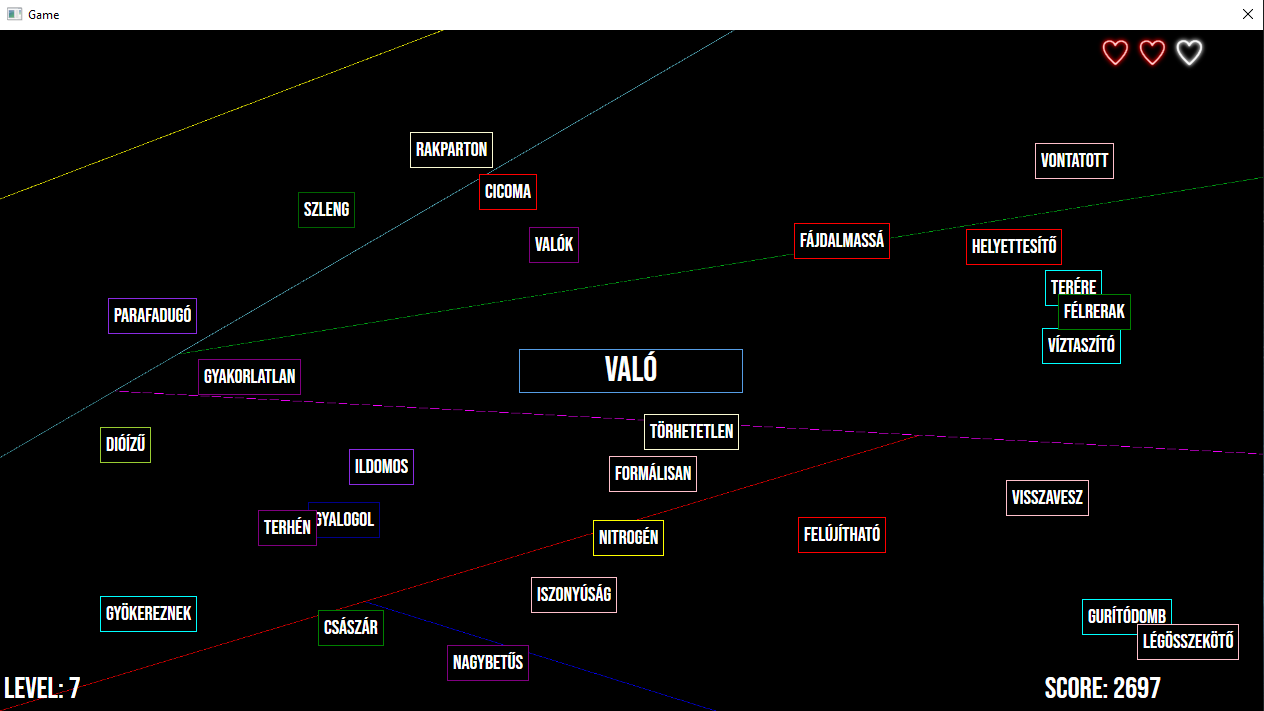 Game
RAKPARTON
VONTATOTT
CICOMA
SZLENG
VALÓK
FÁJDALMASSÁ
HELYETTESÍTŐ
TERÉRE
FÉLRERAK
PARAFADUGÓ
VÍZTASZÍTÓ
VALÓ
GYAKORLATLAN
TÖRHETETLEN
DIÓÍZŰ
ILDOMOS
FORMÁLISAN
VISSZAVESZ
GYALOGOL
TERHÉN
NITROGÉN
FELÚJÍTHATÓ
ISZONYÚSÁG
GYÖKEREZNEK
GURÍTÓDOMB
CSÁSZÁR
LÉGÖSSZEKÖTŐ
NAGYBETŰS
LEVEL: 7
SCORE: 2697